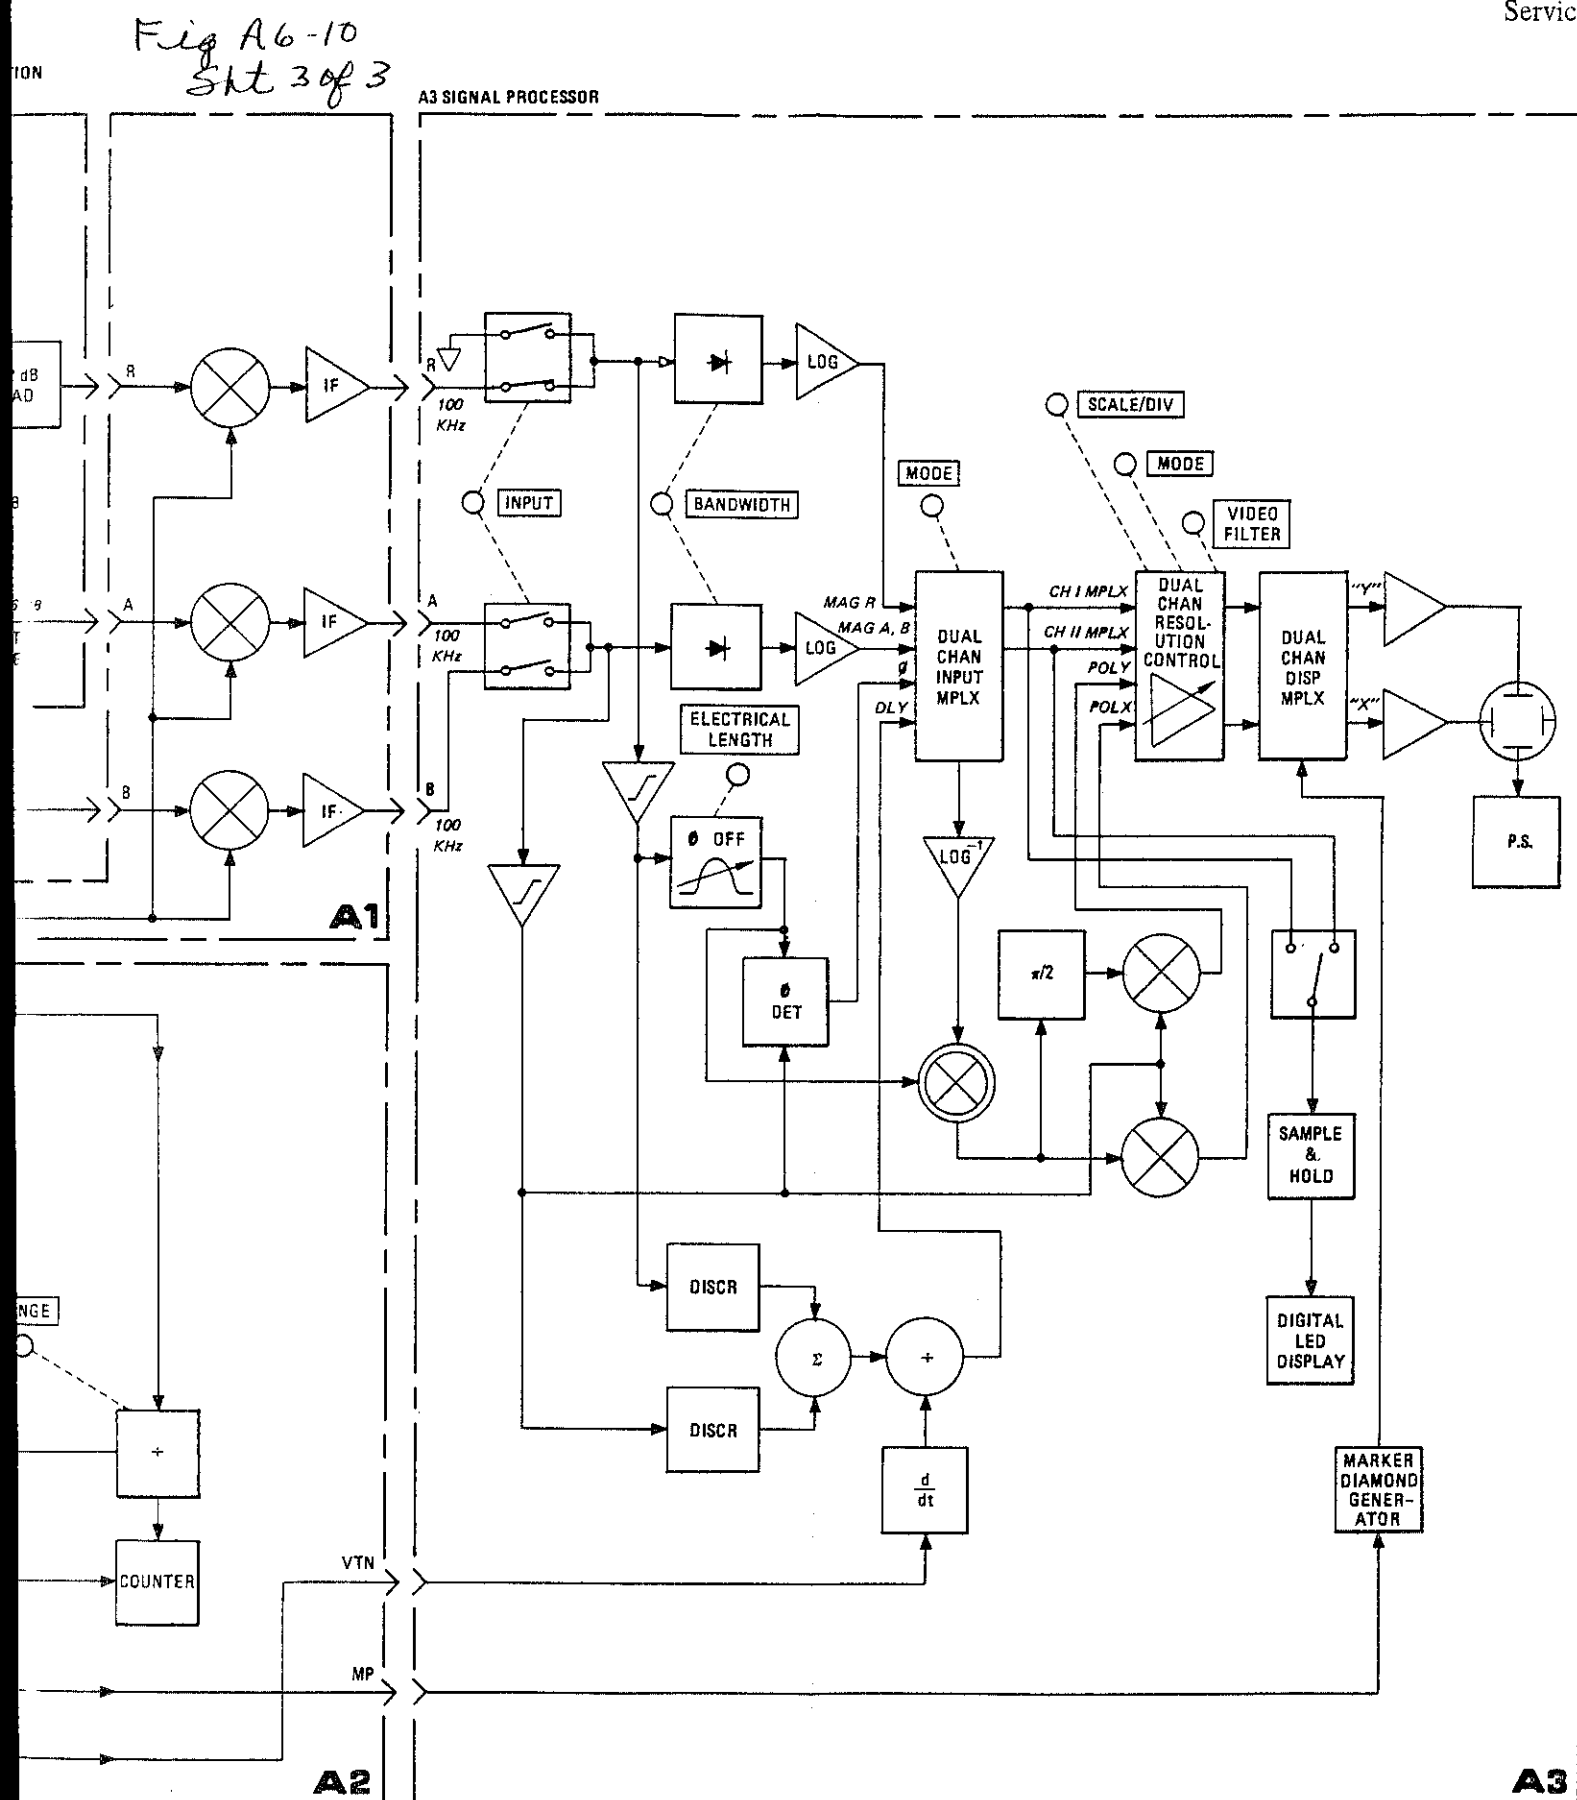 Servic
Fig A6-10
Sht 3 of 3
TION
A3 SIGNAL PROCESSOR
dB
AD
R
IF
R
100
KHz
LOG
SCALE/DIV
MODE
MODE
VIDEO
FILTER
INPUT
BANDWIDTH
B
A
IF
A
100
KHz
LOG
MAG R
MAG A, B
ø
DLY
DUAL
CHAN
INPUT
MPLX
CH I MPLX
CH II MPLX
POLY
POLX
DUAL
CHAN
RESOL-
UTION
CONTROL
DUAL
CHAN
DISP
MPLX
"Y"
"X"
ELECTRICAL
LENGTH
B
IF
B
100
KHz
ø OFF
LOG⁻¹
P.S.
A1
ø
DET
π/2
SAMPLE
&
HOLD
DISCR
DIGITAL
LED
DISPLAY
NGE
Σ
÷
DISCR
÷
d
dt
MARKER
DIAMOND
GENER-
ATOR
COUNTER
VTN
MP
A2
A3